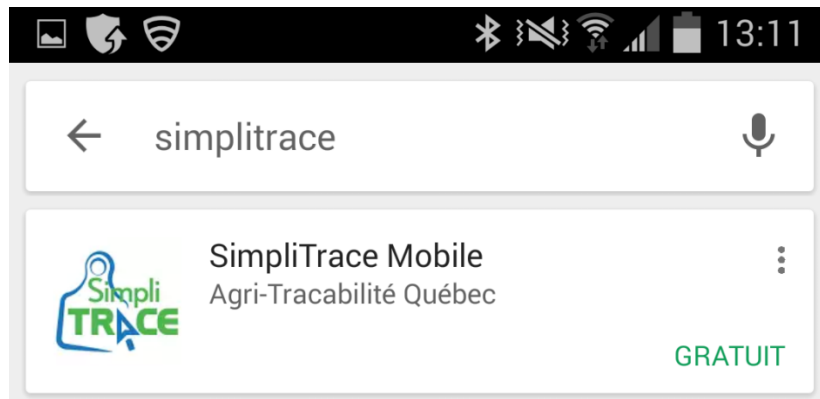 13:11
simplitrace
Simpli
TRACE
SimpliTrace Mobile
Agri-Tracabilité Québec
GRATUIT